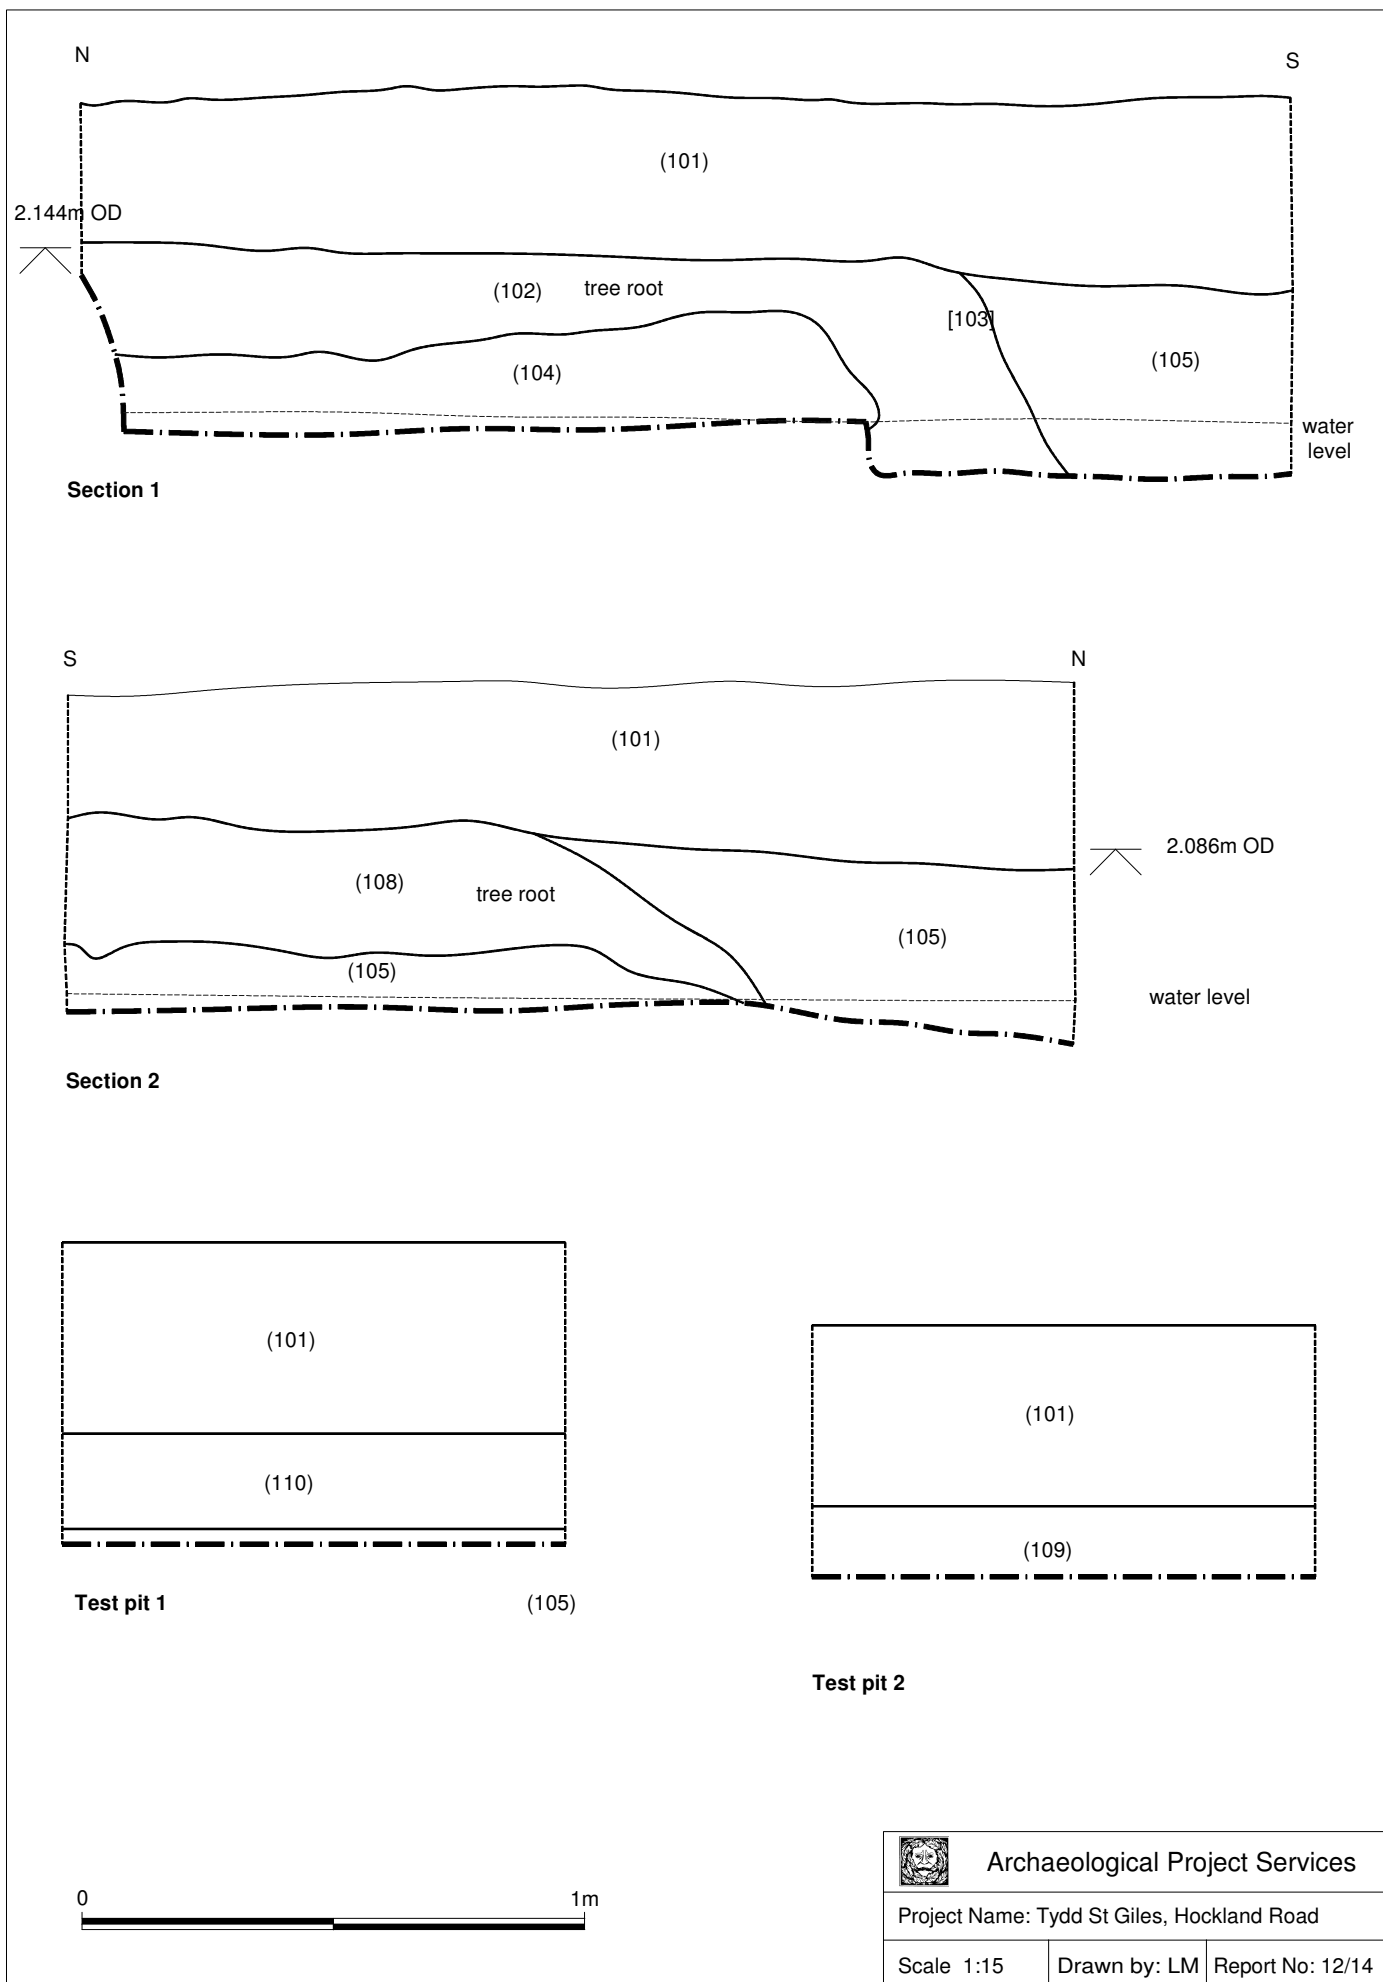 N
S
(101)
2.144m OD
(102)
tree root
[103]
(104)
(105)
water
level
Section 1
S
N
(101)
2.086m OD
(108)
tree root
(105)
(105)
water level
Section 2
(101)
(110)
Test pit 1
(105)
(101)
(109)
Test pit 2
0
1m
Archaeological Project Services
Project Name: Tydd St Giles, Hockland Road
Scale 1:15
Drawn by: LM
Report No: 12/14